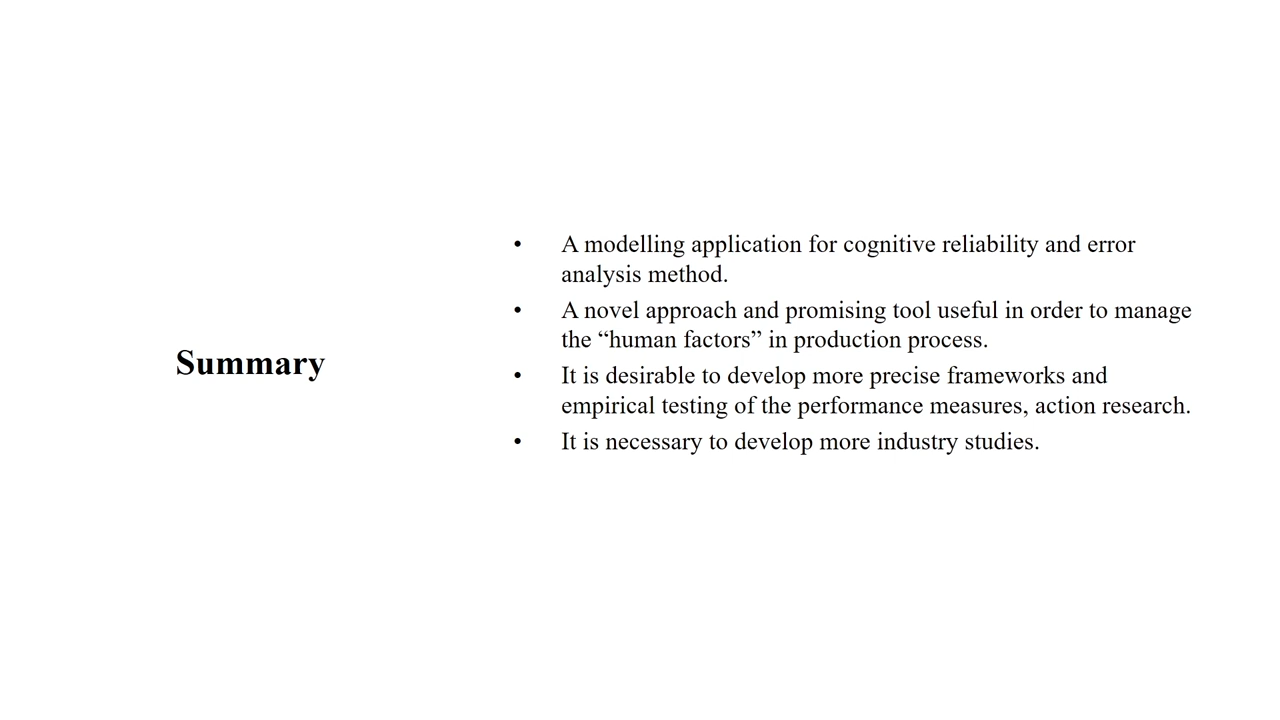 Summary
• A modelling application for cognitive reliability and error
analysis method.
• A novel approach and promising tool useful in order to manage
the “human factors” in production process.
• It is desirable to develop more precise frameworks and
empirical testing of the performance measures, action research.
• It is necessary to develop more industry studies.